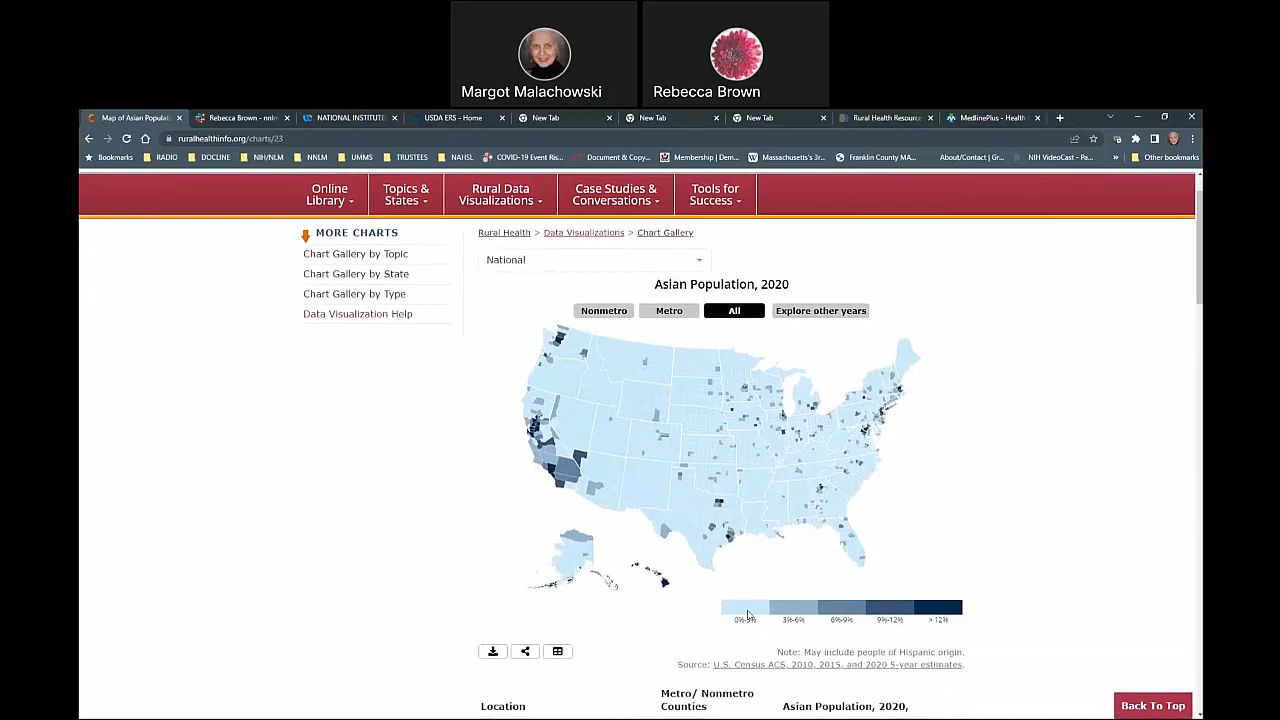 Margot Malachowski
Rebecca Brown
Map of Asian Populati
Rebecca Brown - nnlm
NATIONAL INSTITUTE
USDA ERS - Home
New Tab
New Tab
New Tab
Rural Health Resource
MedlinePlus - Health I
ruralhealthinfo.org/charts/23
Bookmarks
RADIO
DOCLINE
NIH/NLM
NNLM
UMMS
TRUSTEES
NAHSL
COVID-19 Event Ris...
Document & Copy...
Membership | Dem...
Massachusetts's 3r...
Franklin County MA...
About/Contact | Gr...
NIH VideoCast - Pa...
»
Other bookmarks
Online
Library
Topics &
States
Rural Data
Visualizations
Case Studies &
Conversations
Tools for
Success
MORE CHARTS
Chart Gallery by Topic
Chart Gallery by State
Chart Gallery by Type
Data Visualization Help
Rural Health > Data Visualizations > Chart Gallery
National
Asian Population, 2020
Nonmetro
Metro
All
Explore other years
0%-3%
3%-6%
6%-9%
9%-12%
> 12%
Note: May include people of Hispanic origin.
Source: U.S. Census ACS, 2010, 2015, and 2020 5-year estimates.
Location
Metro/ Nonmetro
Counties
Asian Population, 2020,
Back To Top